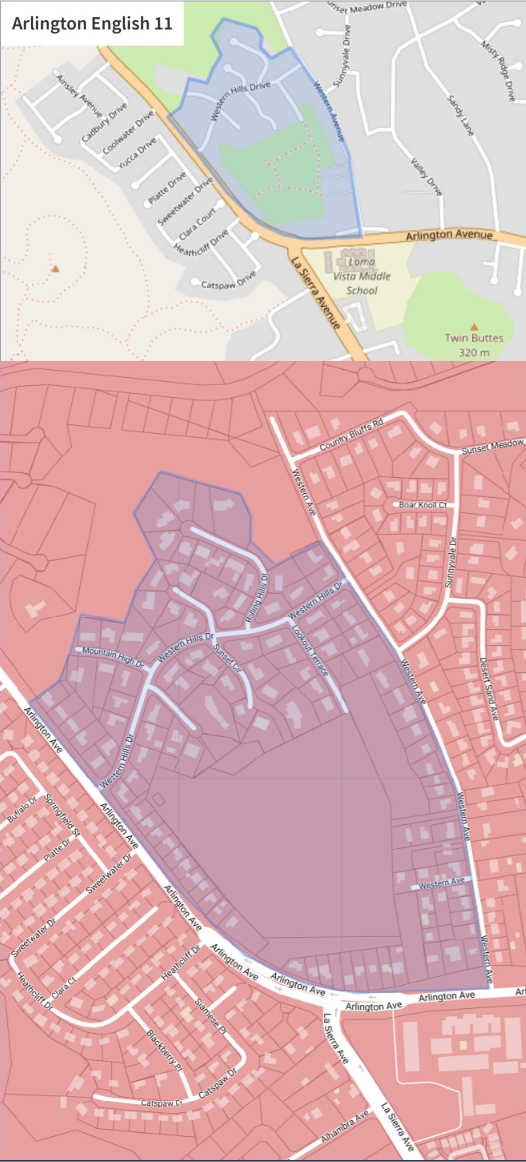 Arlington English 11
Sunset Meadow Drive
Sunnyvale Drive
Misty Ridge Drive
Western Hills Drive
Western Avenue
Ainsley Avenue
Cadbury Drive
Coolwater Drive
Yucca Drive
Sandy Lane
Valley Drive
Platte Drive
Sweetwater Drive
Clara Court
Heathcliff Drive
Catspaw Drive
Arlington Avenue
La Sierra Avenue
Loma
Vista Middle
School
Twin Buttes
320 m
Country Bluffs Rd
Sunset Meadow
Western Ave
Briar Knoll Ct
Sunnyvale Dr
Rolling Hills Dr
Western Hills Dr
Western Hills Dr
Lookout Terrace
Sunset Cir
Mountain High Dr
Western Ave
Desert Sand Ave
Arlington Ave
Western Hills Dr
Buffalo Dr
Springfield St
Arlington Ave
Western Ave
Platte Dr
Sweetwater Dr
Arlington Ave
Western Ave
Sweetwater Dr
Heathcliff Dr
Arlington Ave
Western Ave
Clara Ct
Heathcliff Dr
Arlington Ave
Arlington Ave
Arlington Ave
Ar
Siamese Pl
La Sierra Ave
Blackberry Pl
Catspaw Dr
Catspaw Dr
Alhambra Ave
La Sierra Ave